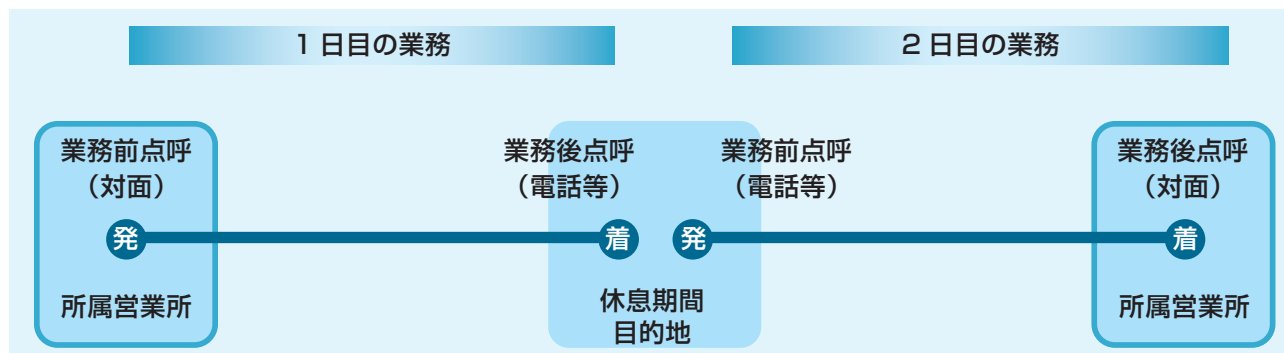 1日目の業務
2日目の業務
業務前点呼
（対面）
業務後点呼
（電話等）
業務前点呼
（電話等）
業務後点呼
（対面）
発
着
発
着
所属営業所
休息期間
目的地
所属営業所